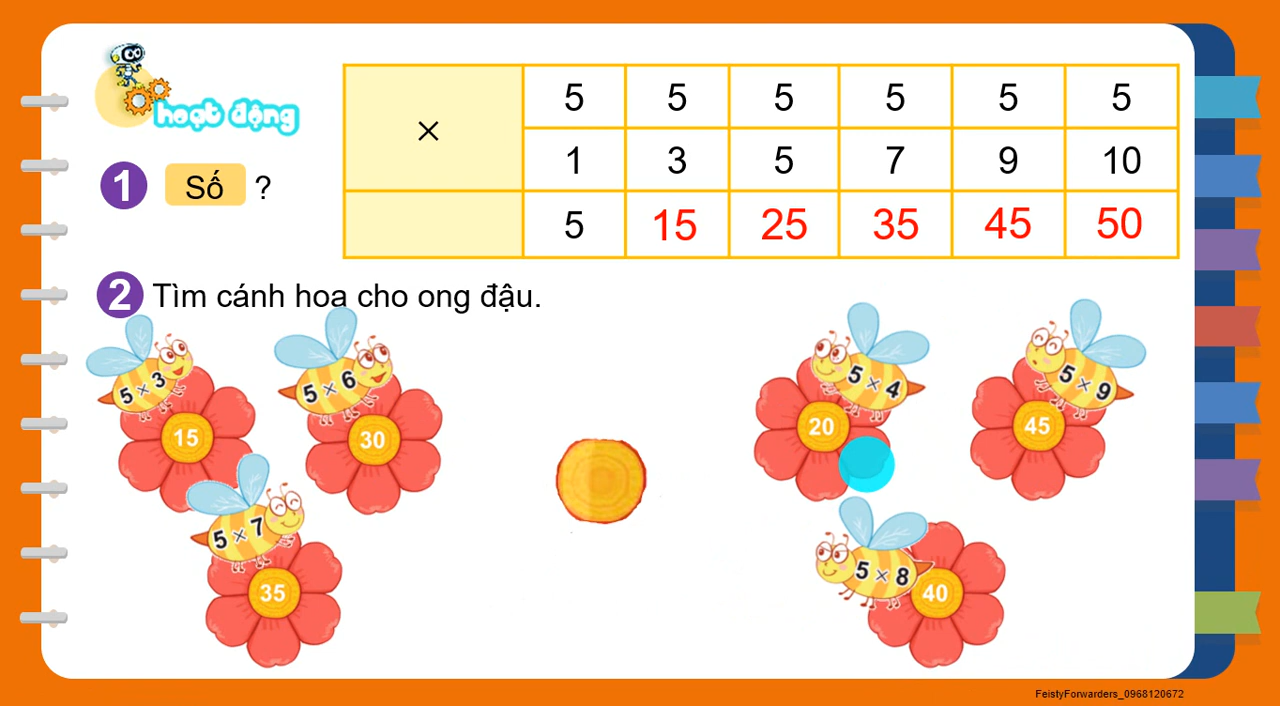 hoạt động
1 Số ?
× 5 5 5 5 5 5
1 3 5 7 9 10
5 15 25 35 45 50
2 Tìm cánh hoa cho ong đậu.
5 × 3
15
5 × 6
30
5 × 4
20
5 × 9
45
5 × 7
35
5 × 8
40
FeistyForwarders_0968120672